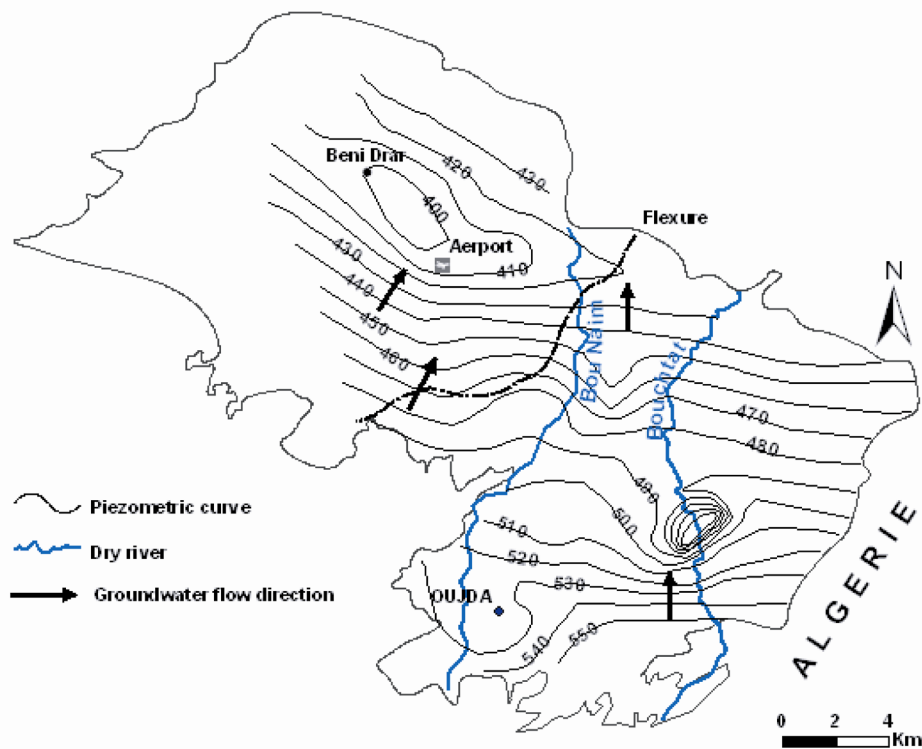 420
430
Beni Drar
400
Flexure
Aerport
410
N
430
440
450
460
Bou Naim
Bouchtat
470
480
490
500
Piezometric curve
510
Dry river
520
530
Groundwater flow direction
OUJDA
540
550
ALGERIE
0 2 4
Km